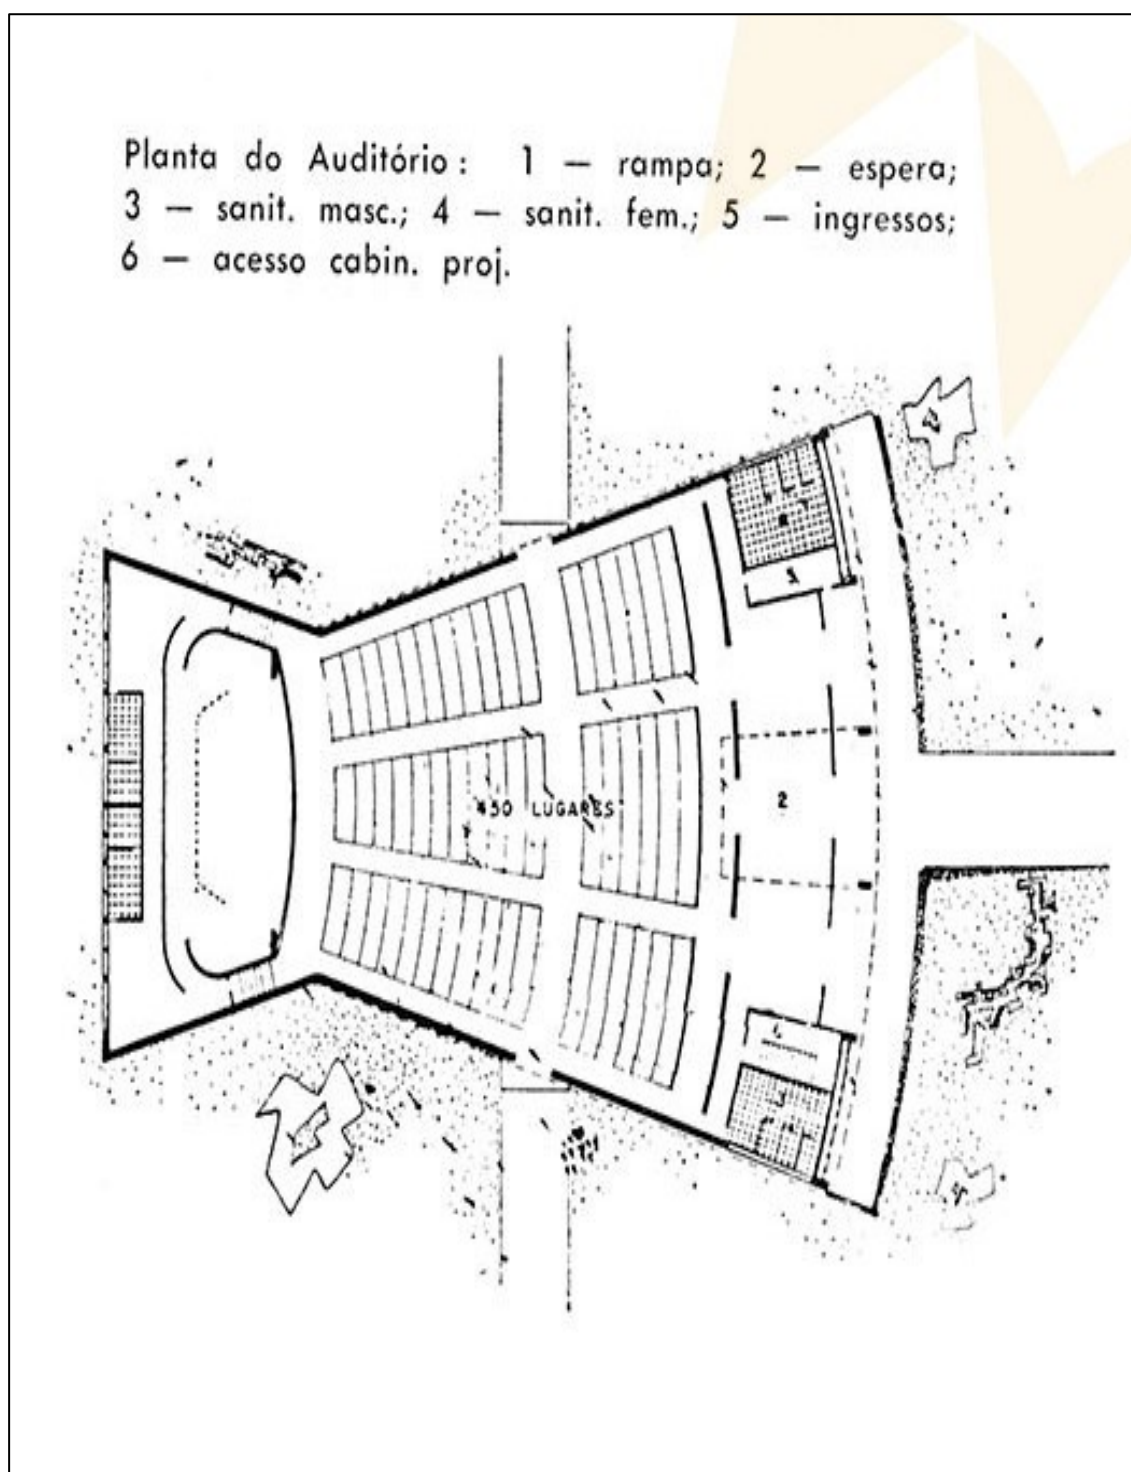 Planta do Auditório: 1 — rampa; 2 — espera;
3 — sanit. masc.; 4 — sanit. fem.; 5 — ingressos;
6 — acesso cabin. proj.
450 LUGARES
2